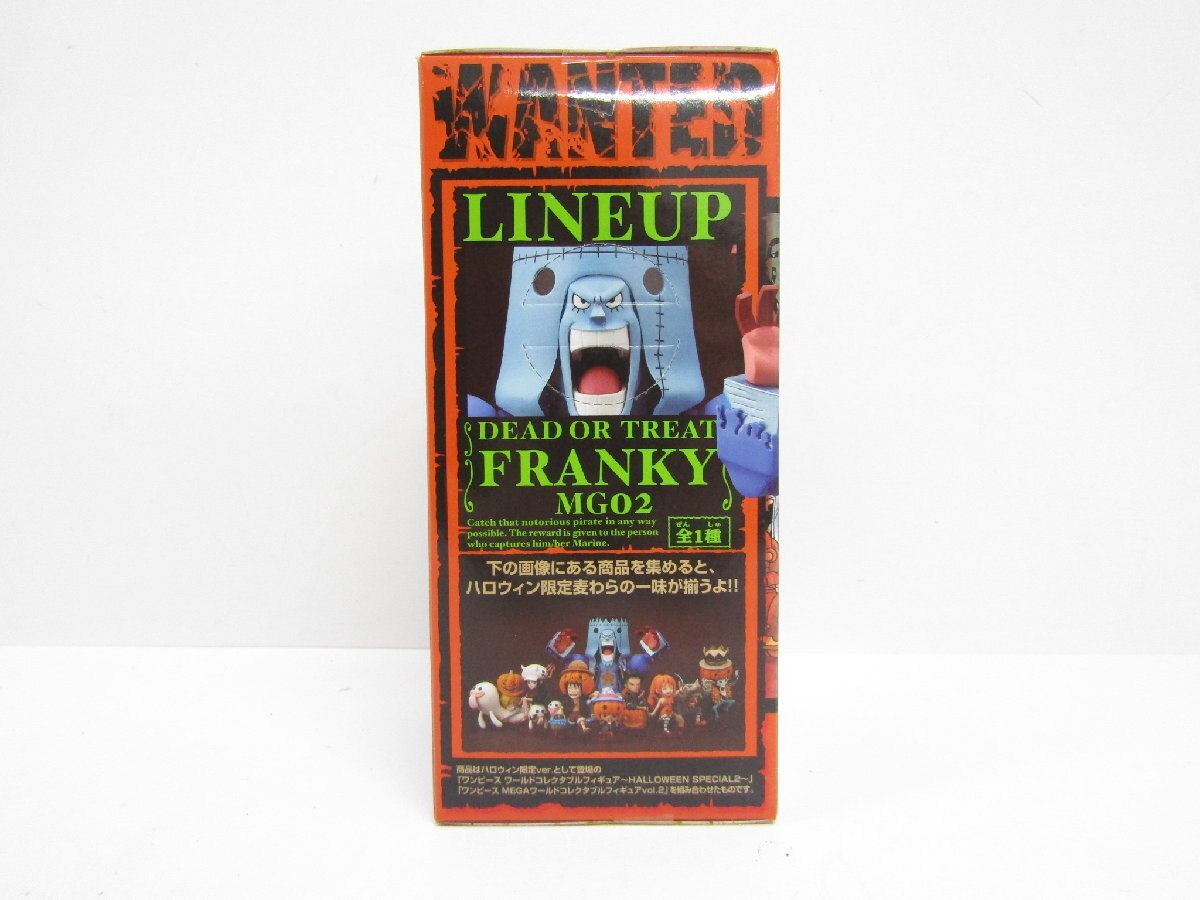 WANTED
LINEUP
DEAD OR TREAT
FRANKY
MG02
Catch that notorious pirate in any way
possible. The reward is given to the person
who captures him/her Marine.
ぜん しゅ
全1種
下の画像にある商品を集めると、
ハロウィン限定麦わらの一味が揃うよ!!
商品はハロウィン限定ver.として登場の
「ワンピース ワールドコレクタブルフィギュア〜HALLOWEEN SPECIAL2〜」
「ワンピース MEGAワールドコレクタブルフィギュアvol.2」を組み合わせたものです。